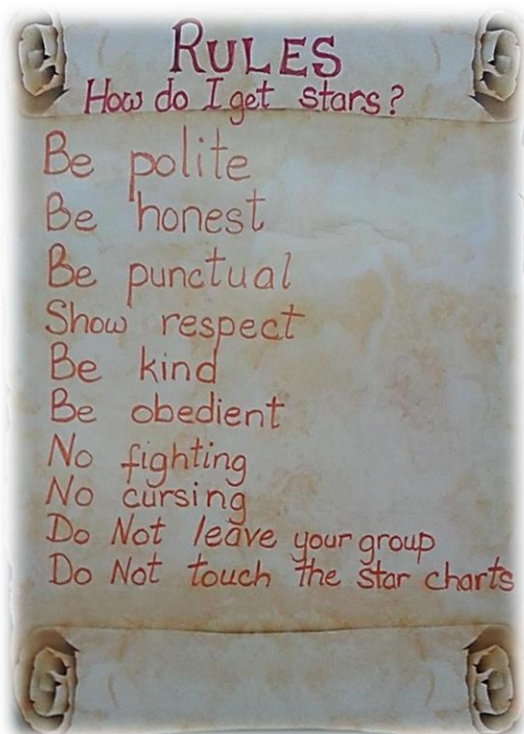 RULES
How do I get stars?
Be polite
Be honest
Be punctual
Show respect
Be kind
Be obedient
No fighting
No cursing
Do Not leave your group
Do Not touch the star charts